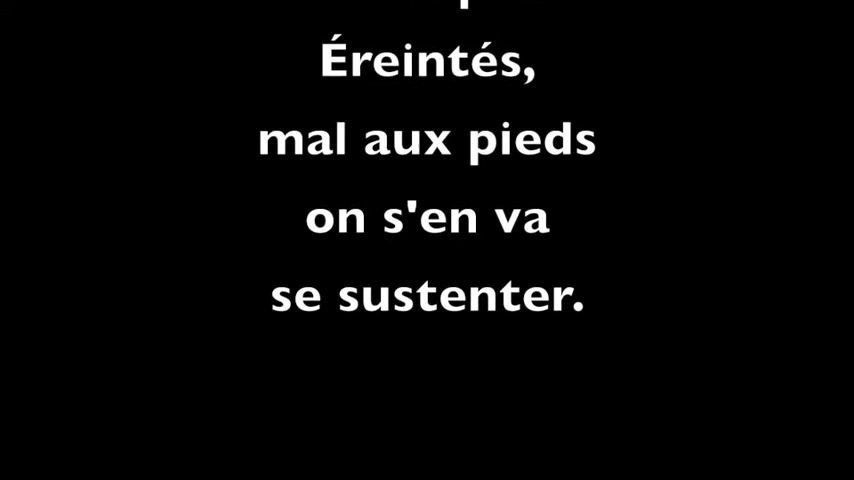 Éreintés,
mal aux pieds
on s'en va
se sustenter.